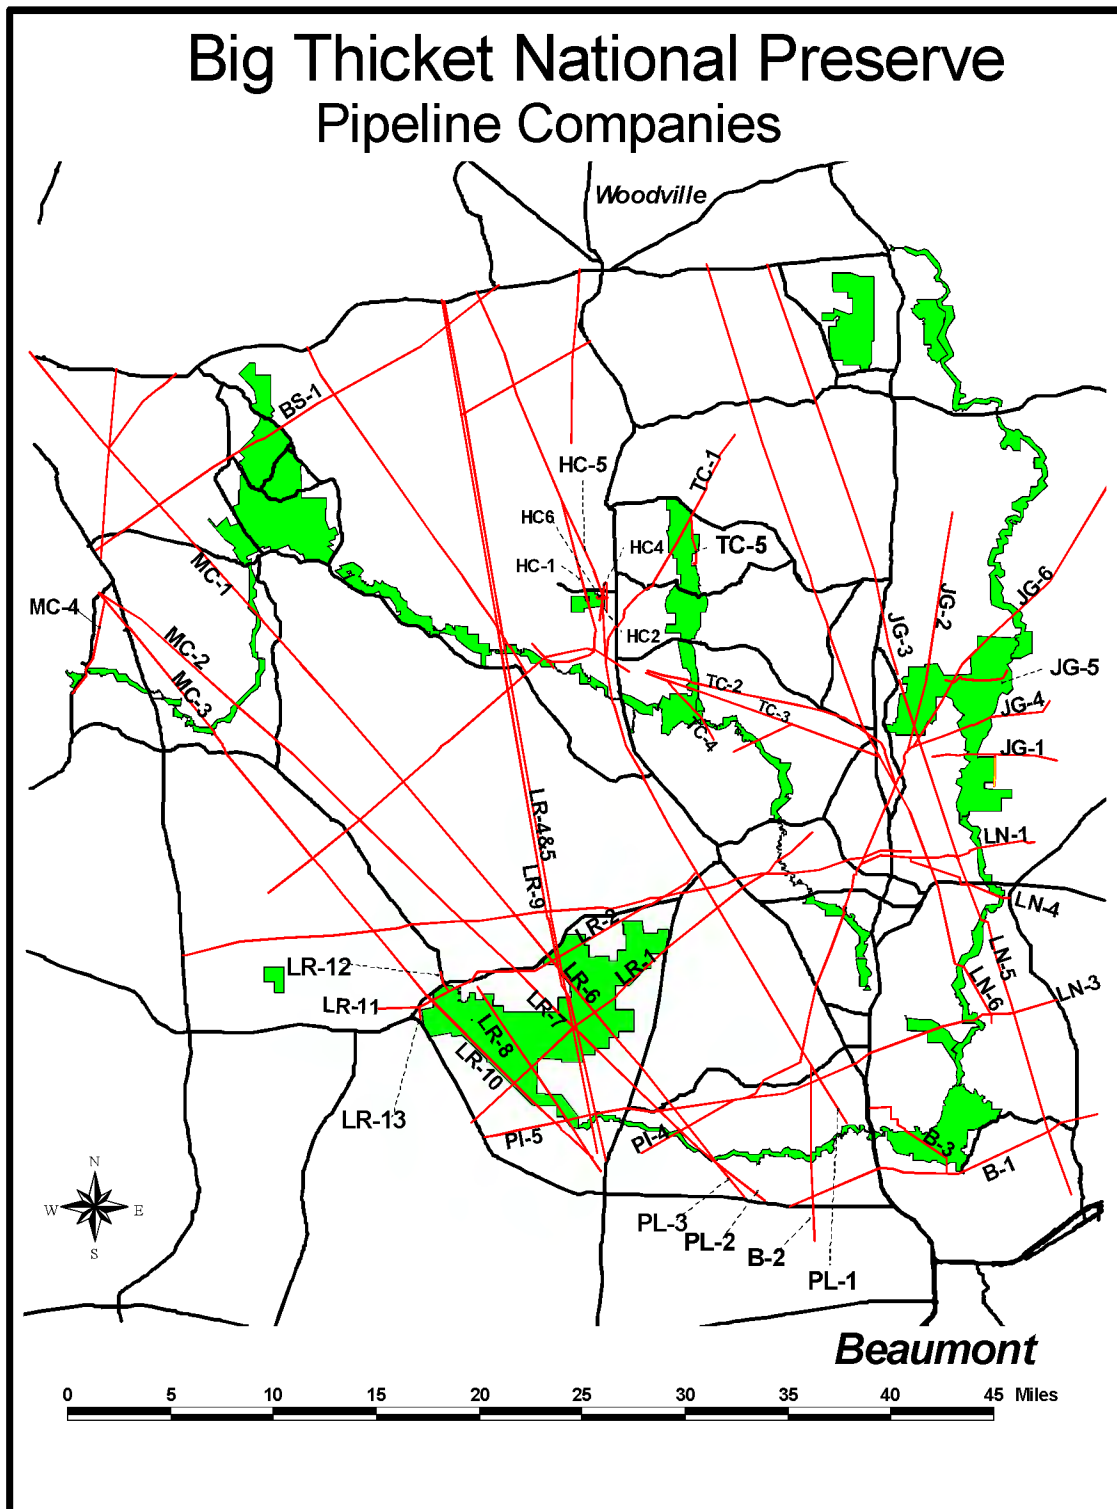 Big Thicket National Preserve
Pipeline Companies
Woodville
BS-1
HC-5
TC-1
HC6
HC4
TC-5
HC-1
HC2
MC-1
MC-4
MC-2
MC-3
JG-6
JG-2
JG-3
JG-5
TC-2
JG-4
TC-3
TC-4
JG-1
LR-4&5
LN-1
LR-9
LN-4
LR-2
LR-1
LR-12
LR-6
LN-5
LN-6
LN-3
LR-11
LR-7
LR-8
LR-10
LR-13
PI-5
PI-4
B-3
B-1
N
W
E
S
PL-3
PL-2
B-2
PL-1
Beaumont
0 5 10 15 20 25 30 35 40 45 Miles